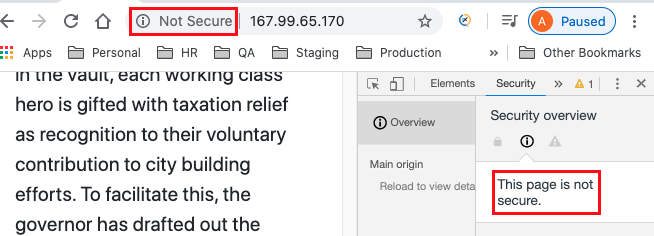 Not Secure 167.99.65.170 A Paused
Apps Personal HR QA Staging Production » Other Bookmarks
in the vault, each working class
hero is gifted with taxation relief
as recognition to their voluntary
contribution to city building
efforts. To facilitate this, the
governor has drafted out the
Elements Security » 1
Overview
Main origin
Reload to view deta
Security overview
This page is not
secure.